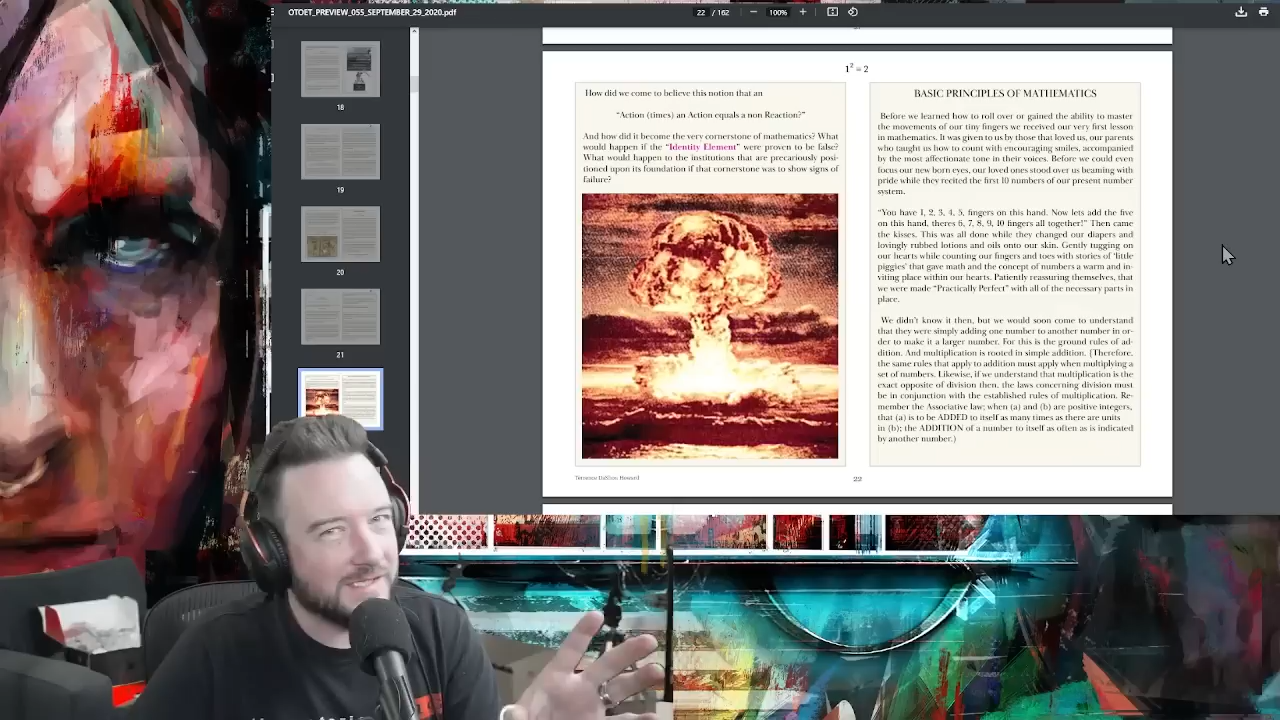 OTOET_PREVIEW_055_SEPTEMBER_29_2020.pdf
22 / 162
100%
18
19
20
21
1² = 2
How did we come to believe this notion that an
“Action (times) an Action equals a non Reaction?”
And how did it become the very cornerstone of mathematics? What
would happen if the “Identity Element” were proven to be false?
What would happen to the institutions that are precariously posi-
tioned upon its foundation if that cornerstone was to show signs of
failure?
Terrence DaShon Howard
BASIC PRINCIPLES OF MATHEMATICS
Before we learned how to roll over or gained the ability to master
the movements of our tiny fingers we received our very first lesson
in mathematics. It was given to us by those that loved us, our parents
who taught us how to count with encouraging smiles, accompanied
by the most affectionate tone in their voices. Before we could even
focus our new born eyes, our loved ones stood over us beaming with
pride while they recited the first 10 numbers of our present number
system.
“You have 1, 2, 3, 4, 5, fingers on this hand. Now lets add the five
on this hand, theres 6, 7, 8, 9, 10 fingers all together!” Then came
the kisses. This was all done while they changed our diapers and
lovingly rubbed lotions and oils onto our skin. Gently tugging on
our hearts while counting our fingers and toes with stories of ‘little
piggies’ that gave math and the concept of numbers a warm and in-
viting place within our hearts. Patiently reassuring themselves, that
we were made “Practically Perfect” with all of the necessary parts in
place.
We didn’t know it then, but we would soon come to understand
that they were simply adding one number to another number in or-
der to make it a larger number. For this is the ground rules of ad-
dition. And multiplication is rooted in simple addition. (Therefore,
the same rules that apply to addition must apply when multiplying a
set of numbers. Likewise, if we understand that multiplication is the
exact opposite of division then, the laws concerning division must
be in conjunction with the established rules of multiplication. Re-
member the Associative law; when (a) and (b) are positive integers,
that (a) is to be ADDED to itself as many times as there are units
in (b); the ADDITION of a number to itself as often as is indicated
by another number.)
22